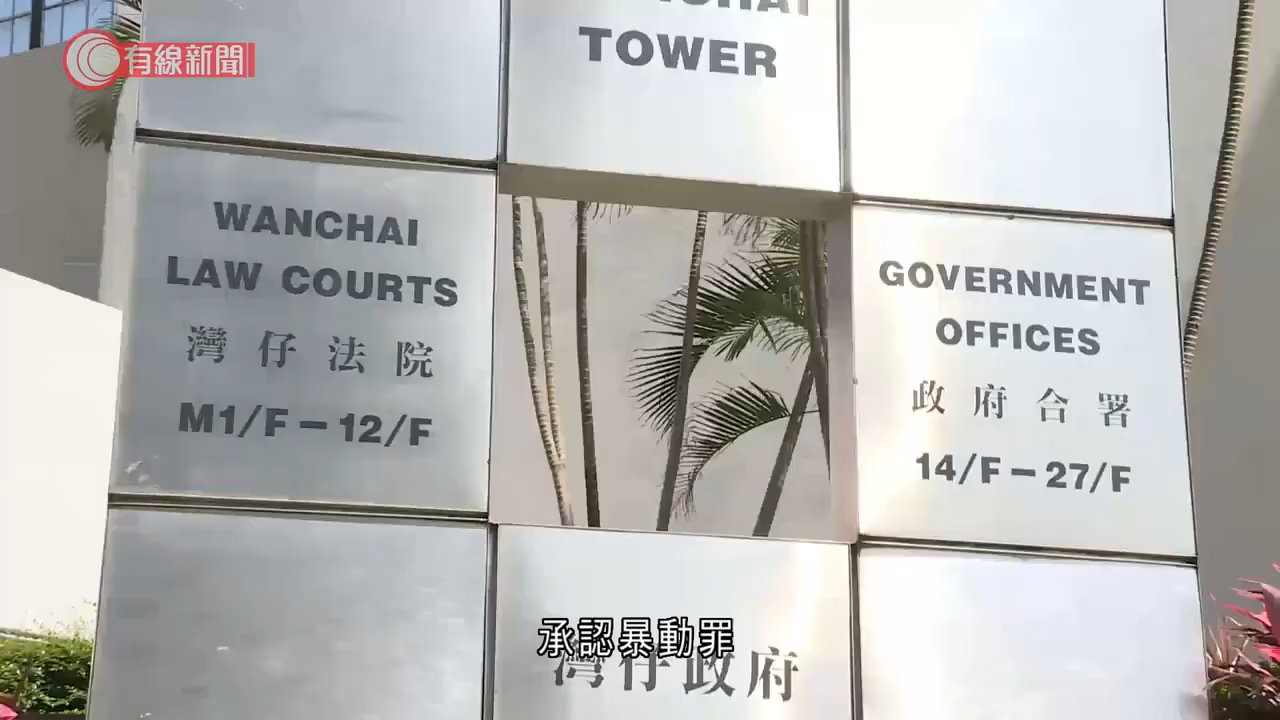 有線新聞
TOWER
WANCHAI
LAW COURTS
灣仔法院
M1/F－12/F
GOVERNMENT
OFFICES
政府合署
14/F－27/F
承認暴動罪
灣仔政府